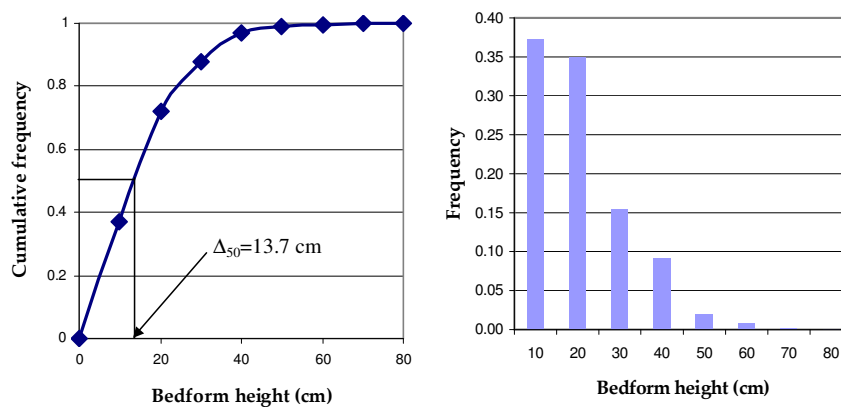 Cumulative frequency
1
0.8
0.6
0.4
0.2
0
0 20 40 60 80
Δ50=13.7 cm
Bedform height (cm)
Frequency
0.40
0.35
0.30
0.25
0.20
0.15
0.10
0.05
0.00
10 20 30 40 50 60 70 80
Bedform height (cm)